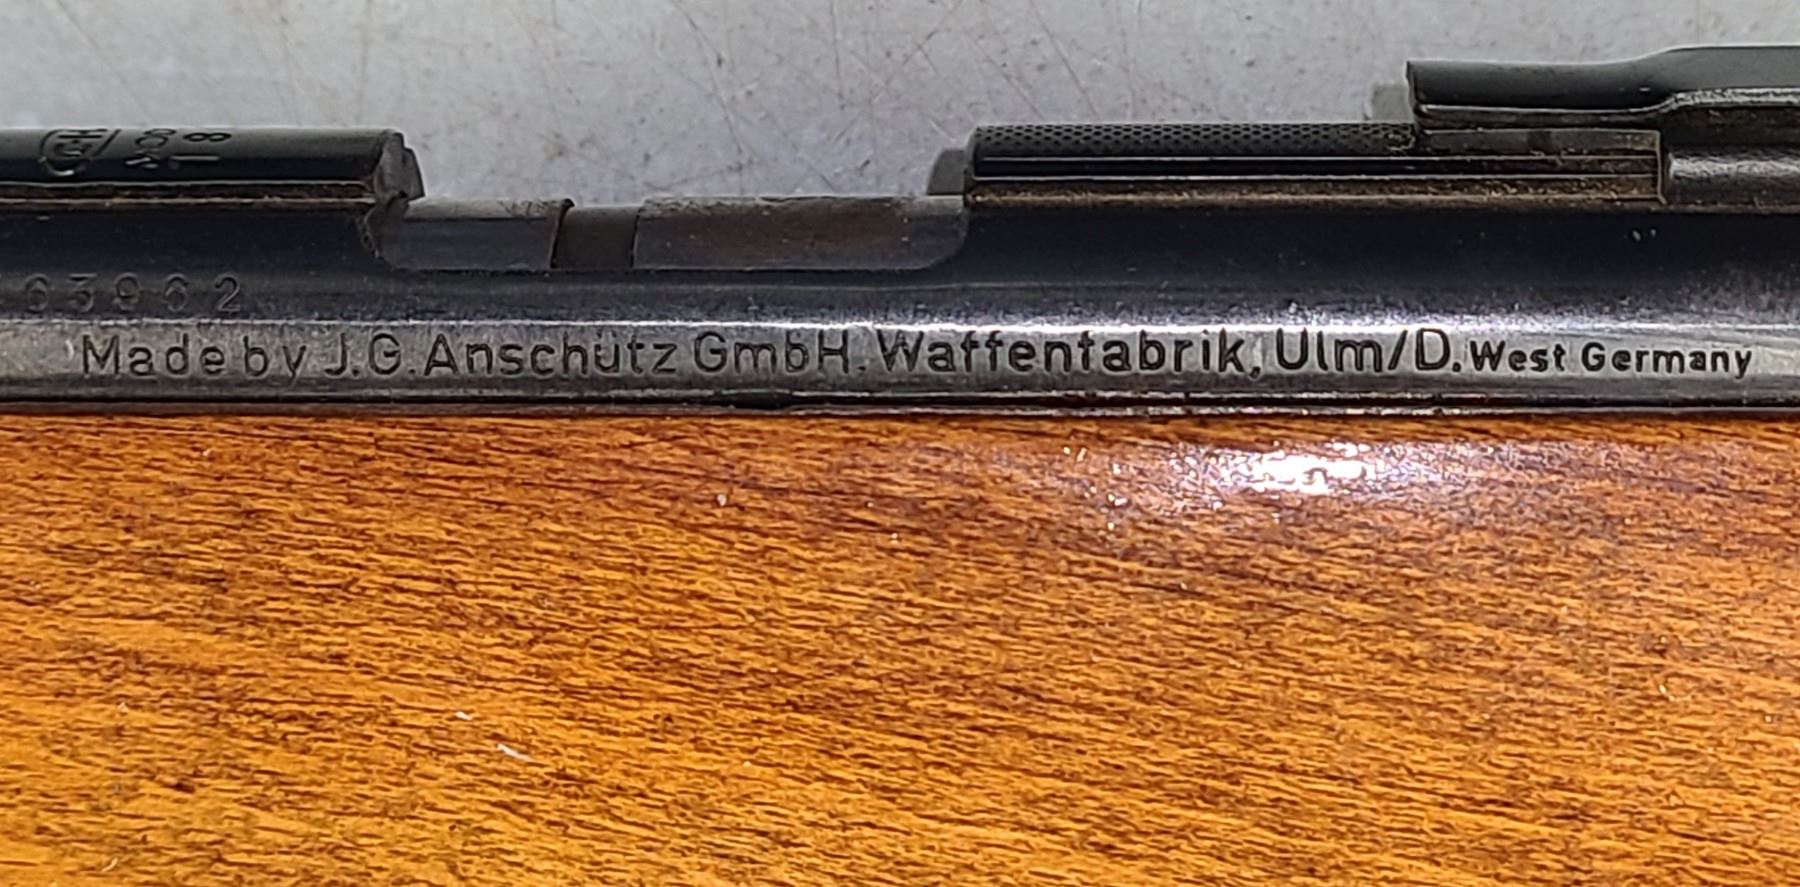 63962
Made by J.G.Anschütz GmbH. Waffenfabrik, Ulm/D. West Germany